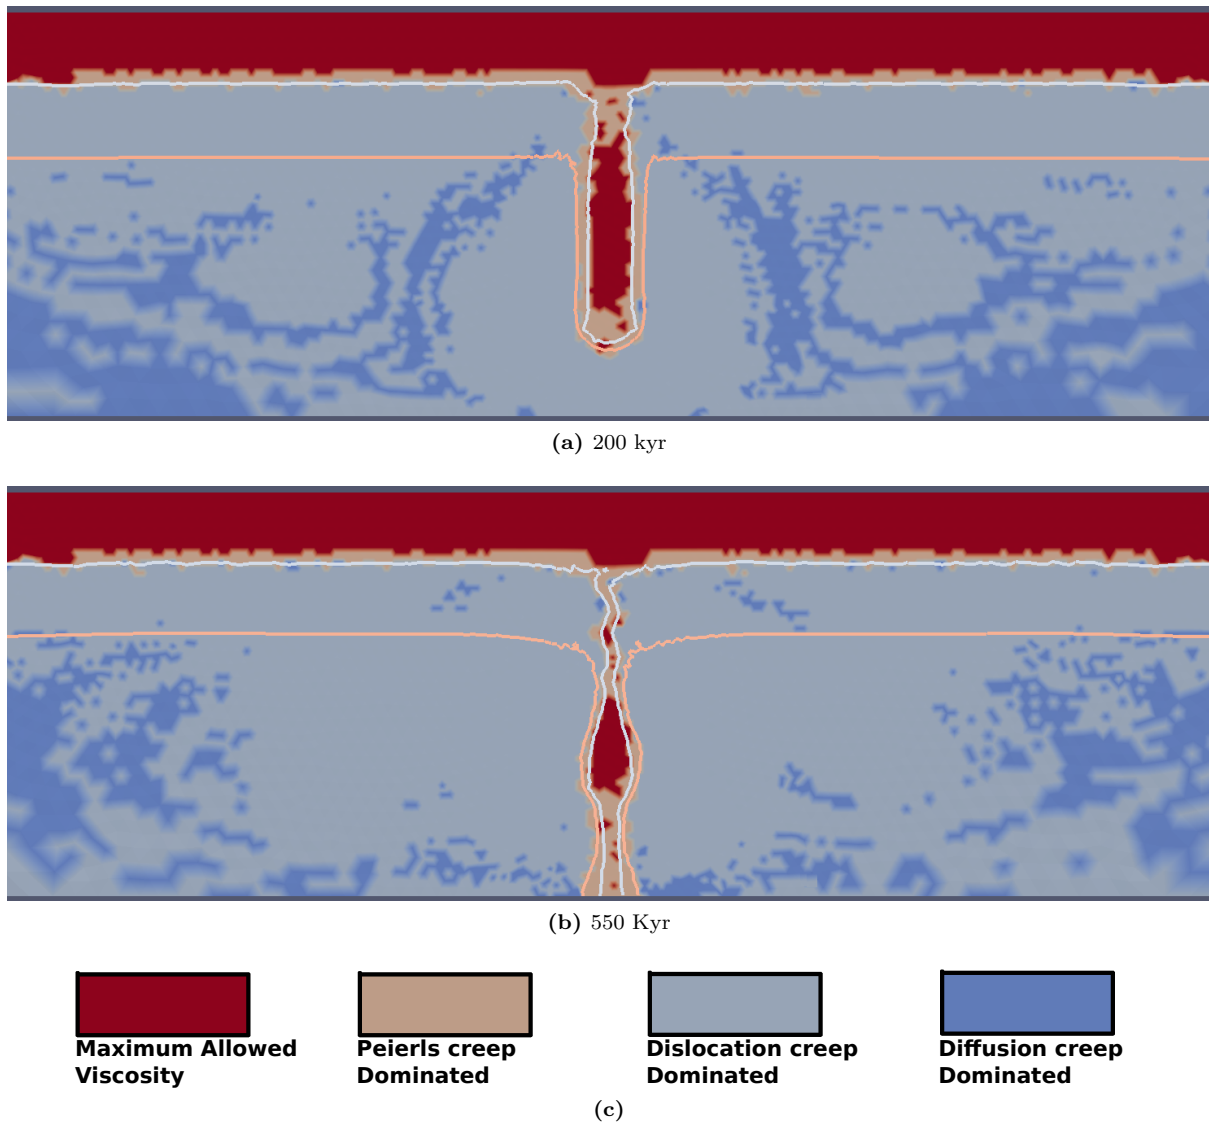 (a) 200 kyr
(b) 550 Kyr
Maximum Allowed
Viscosity
Peierls creep
Dominated
Dislocation creep
Dominated
Diffusion creep
Dominated
(c)